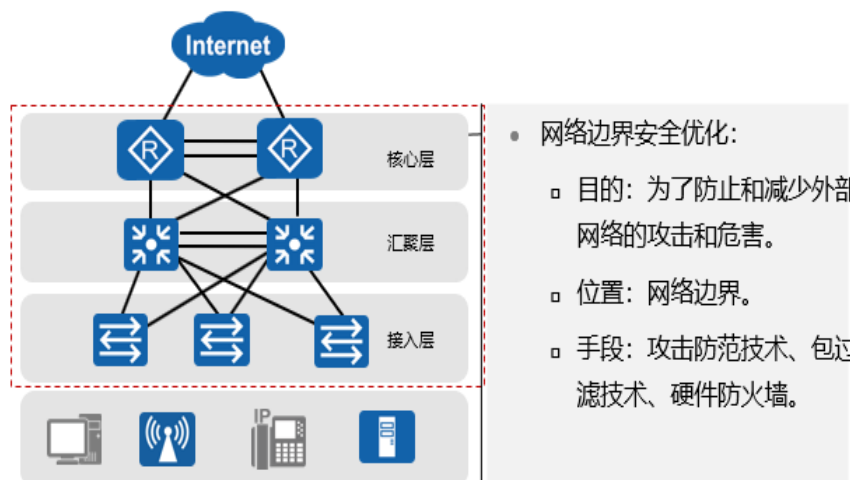 Internet
R
R
核心层
汇聚层
接入层
IP
• 网络边界安全优化：
▫ 目的：为了防止和减少外部
网络的攻击和危害。
▫ 位置：网络边界。
▫ 手段：攻击防范技术、包过
滤技术、硬件防火墙。